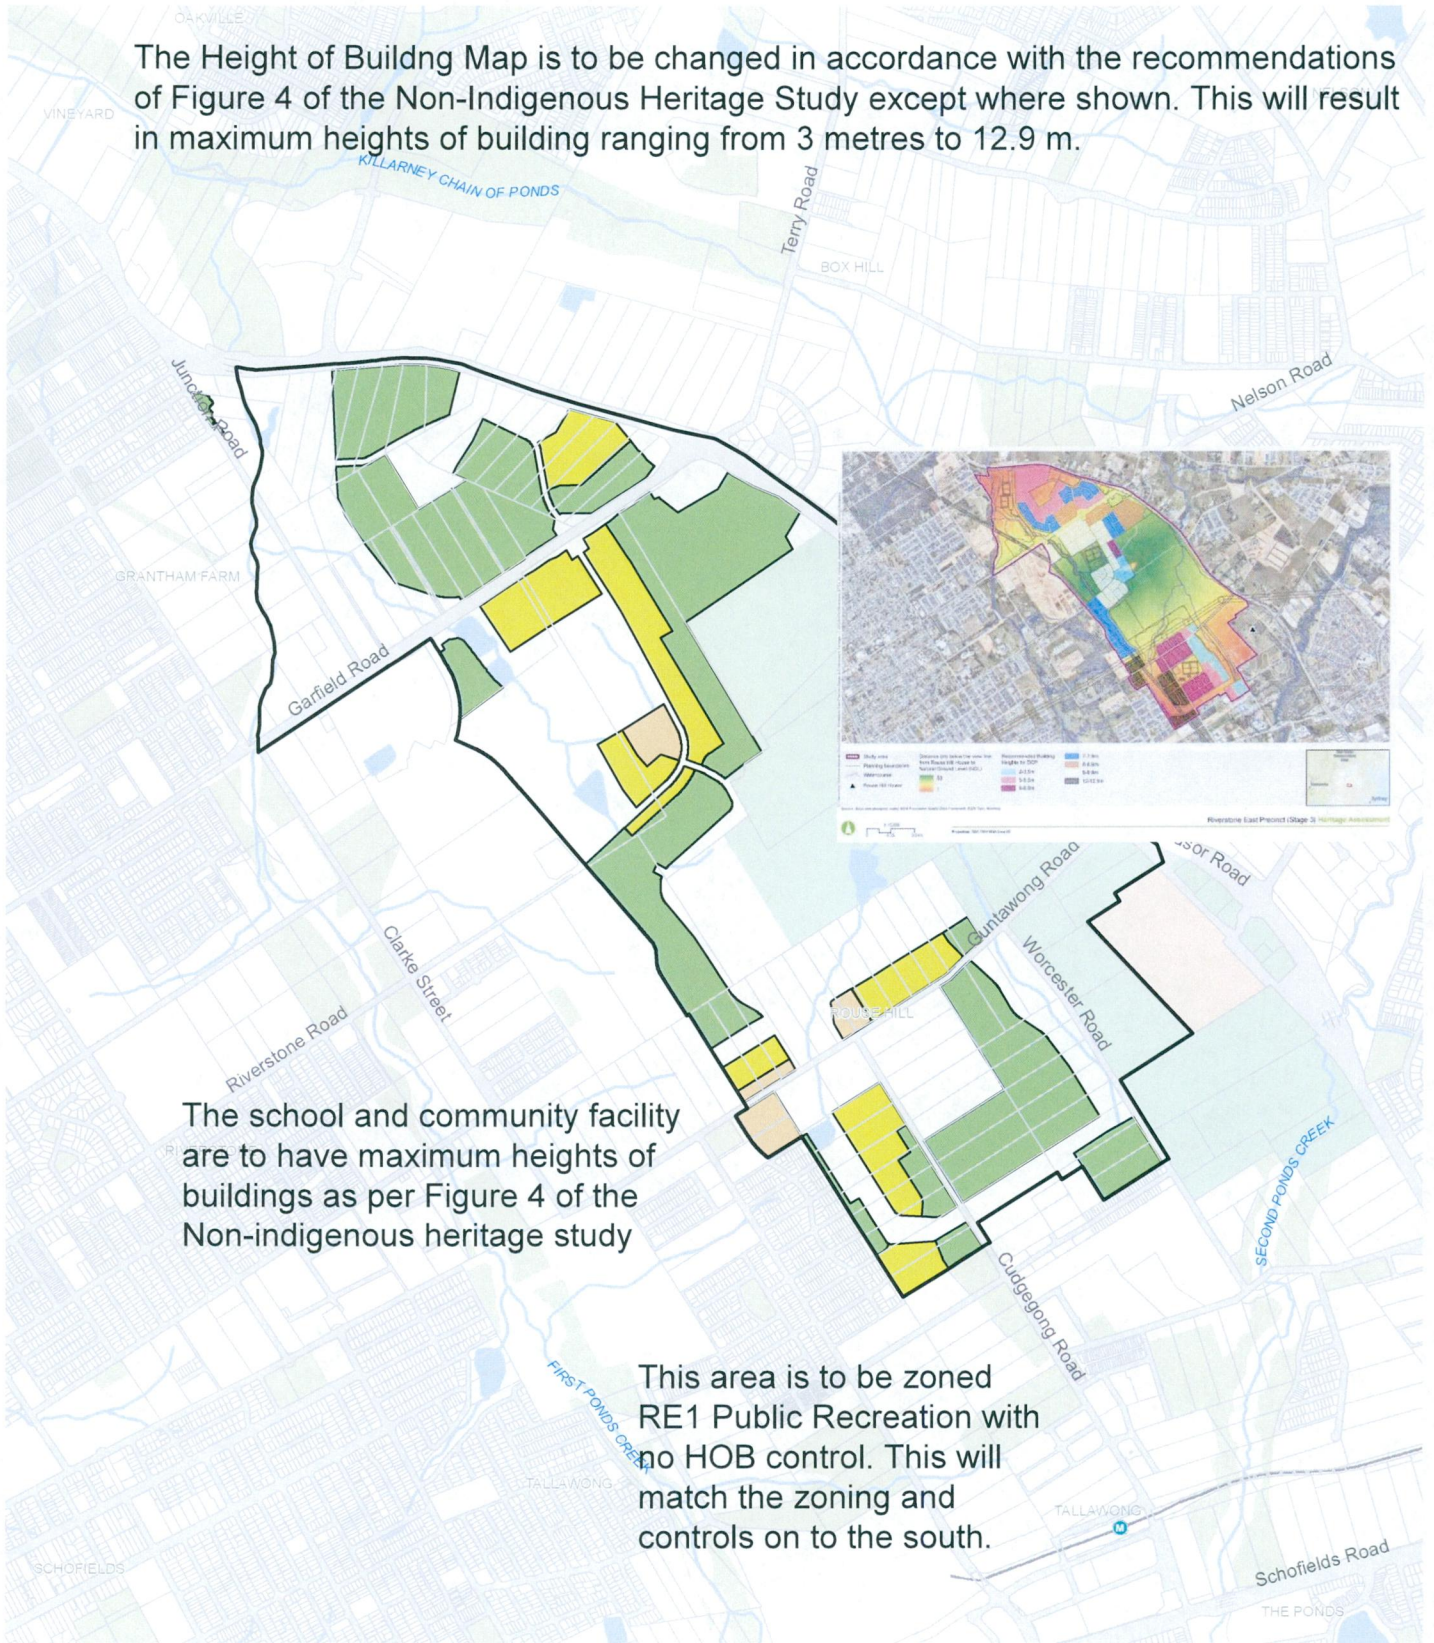 OAKVILLE
The Height of Buildng Map is to be changed in accordance with the recommendations
of Figure 4 of the Non-Indigenous Heritage Study except where shown. This will result
in maximum heights of building ranging from 3 metres to 12.9 m.
VINEYARD
KILLARNEY CHAIN OF PONDS
Terry Road
BOX HILL
Junction Road
Nelson Road
GRANTHAM FARM
Garfield Road
Study area
Rouse Hill House
Riverstone East Precinct (Stage 3) Heritage Assessment
Guntawong Road
Clarke Street
Worcester Road
ROUSE HILL
Riverstone Road
The school and community facility
are to have maximum heights of
buildings as per Figure 4 of the
Non-indigenous heritage study
SECOND PONDS CREEK
Cudgegong Road
FIRST PONDS CREEK
This area is to be zoned
RE1 Public Recreation with
no HOB control. This will
match the zoning and
controls on to the south.
TALLAWONG
TALLAWONG
M
SCHOFIELDS
Schofields Road
THE PONDS